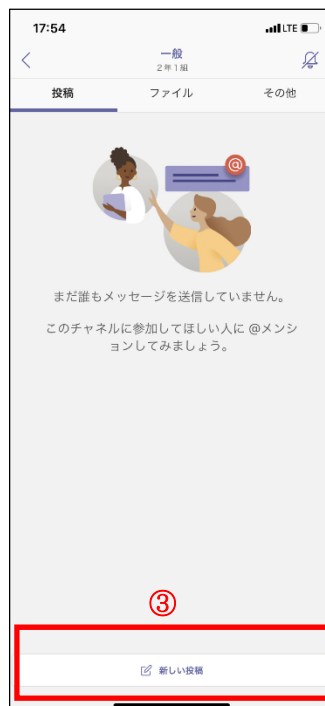 17:54 LTE
一般
2年1組
投稿 ファイル その他
@
まだ誰もメッセージを送信していません。
このチャネルに参加してほしい人に @メンシ
ョンしてみましょう。
③
新しい投稿